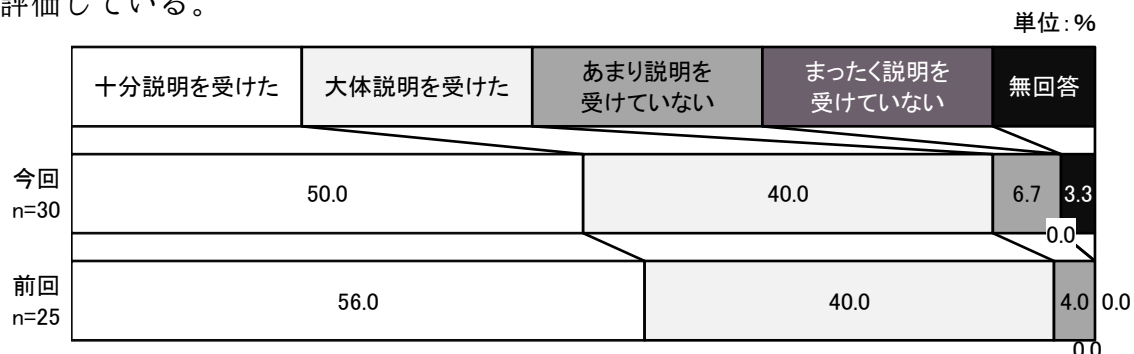 評価している。
単位：%
十分説明を受けた
大体説明を受けた
あまり説明を
受けていない
まったく説明を
受けていない
無回答
今回
n=30
50.0
40.0
6.7
3.3
0.0
前回
n=25
56.0
40.0
4.0
0.0
0.0